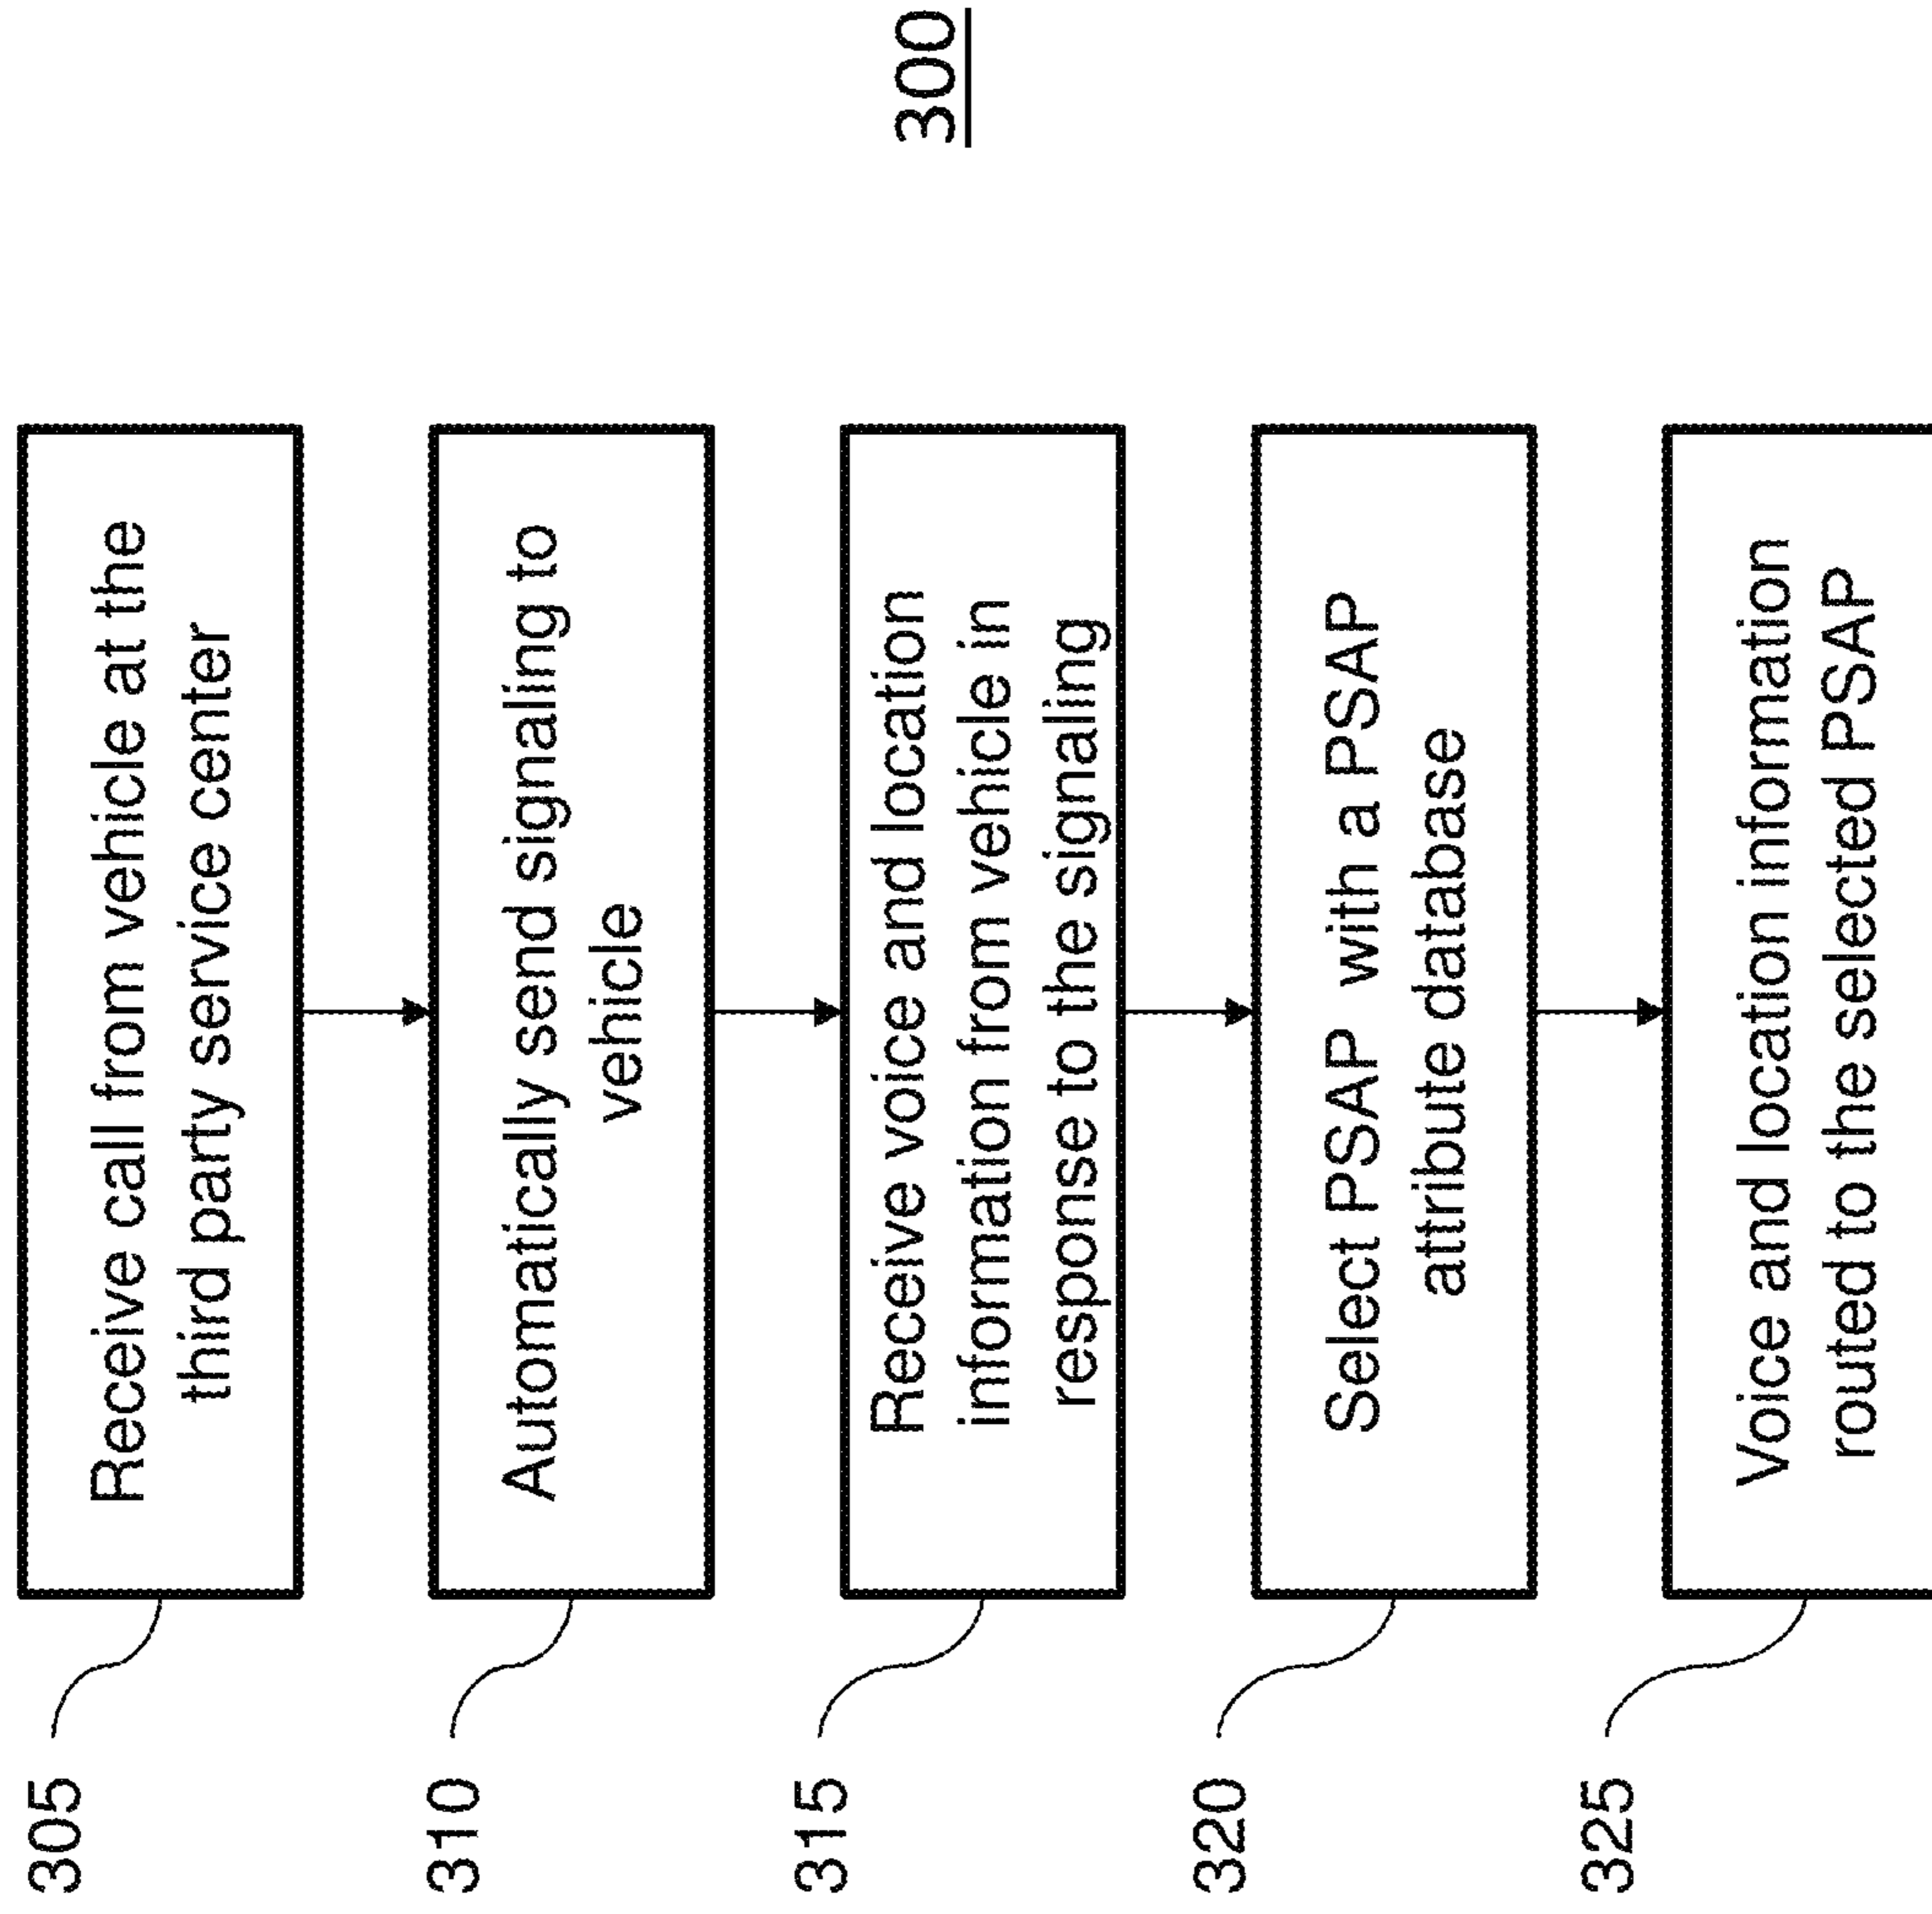 305
Receive call from vehicle at the
third party service center
310
Automatically send signaling to
vehicle
315
Receive voice and location
information from vehicle in
response to the signaling
300
320
Select PSAP with a PSAP
attribute database
325
Voice and location information
routed to the selected PSAP